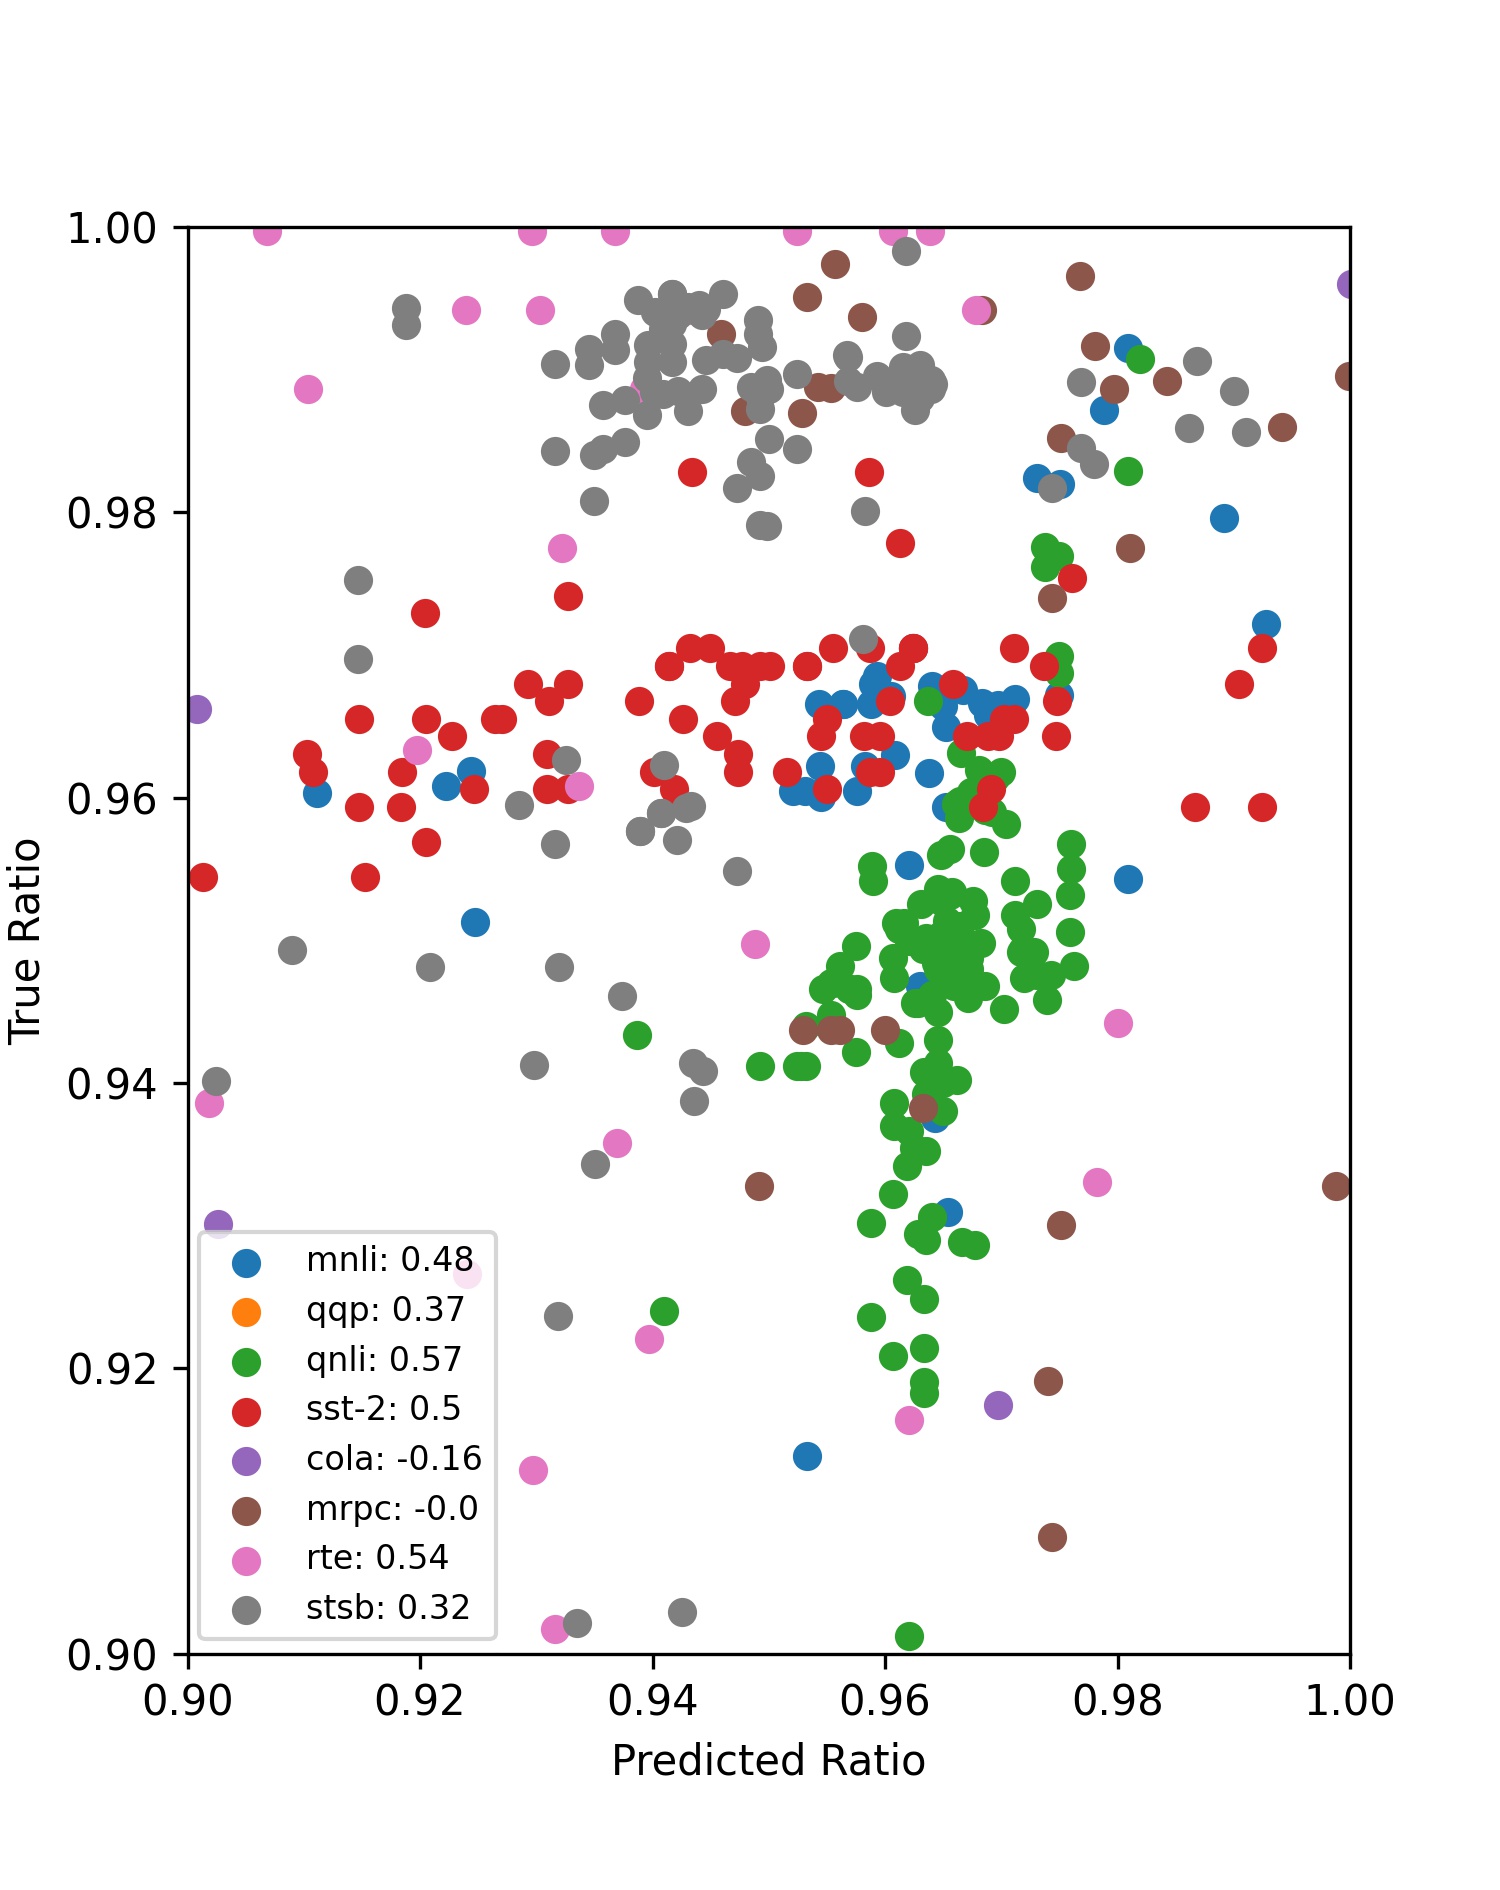 1.00
0.98
0.96
0.94
0.92
0.90
True Ratio
mnli: 0.48
qqp: 0.37
qnli: 0.57
sst-2: 0.5
cola: -0.16
mrpc: -0.0
rte: 0.54
stsb: 0.32
0.90 0.92 0.94 0.96 0.98 1.00
Predicted Ratio